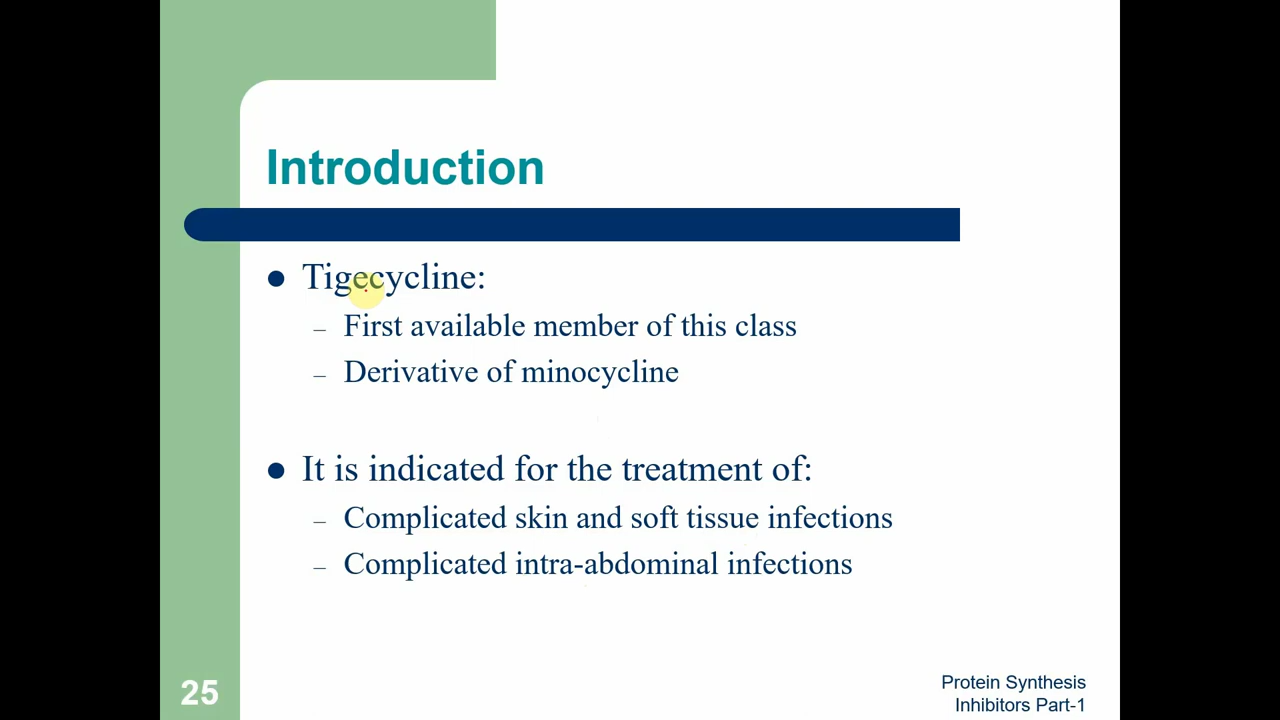 Introduction
Tigecycline:
– First available member of this class
– Derivative of minocycline
It is indicated for the treatment of:
– Complicated skin and soft tissue infections
– Complicated intra-abdominal infections
25
Protein Synthesis
Inhibitors Part-1